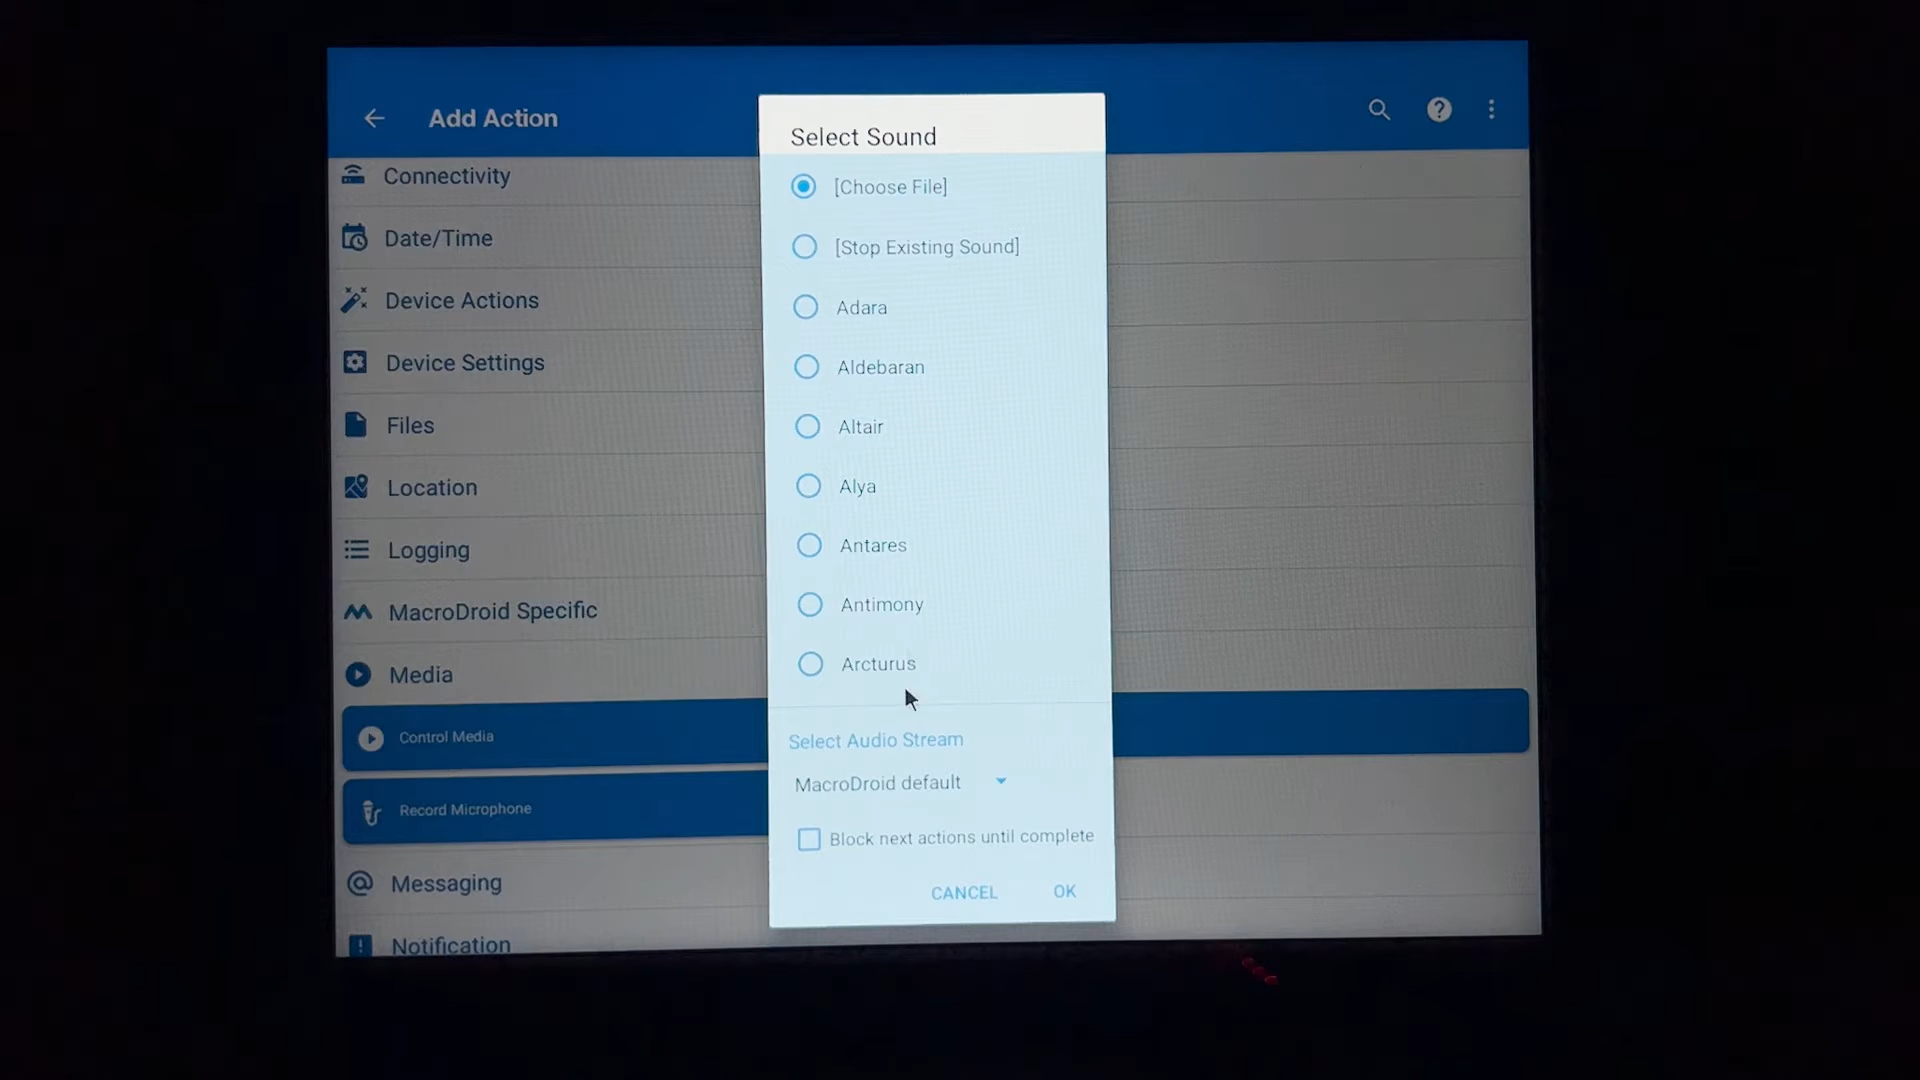 Add Action
Connectivity
Date/Time
Device Actions
Device Settings
Files
Location
Logging
MacroDroid Specific
Media
Control Media
Record Microphone
Messaging
Notification
Select Sound
[Choose File]
[Stop Existing Sound]
Adara
Aldebaran
Altair
Alya
Antares
Antimony
Arcturus
Select Audio Stream
MacroDroid default
Block next actions until complete
CANCEL OK